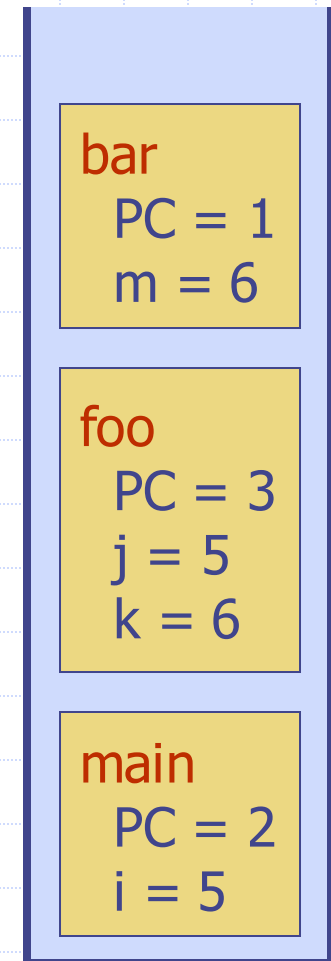 bar
PC = 1
m = 6
foo
PC = 3
j = 5
k = 6
main
PC = 2
i = 5